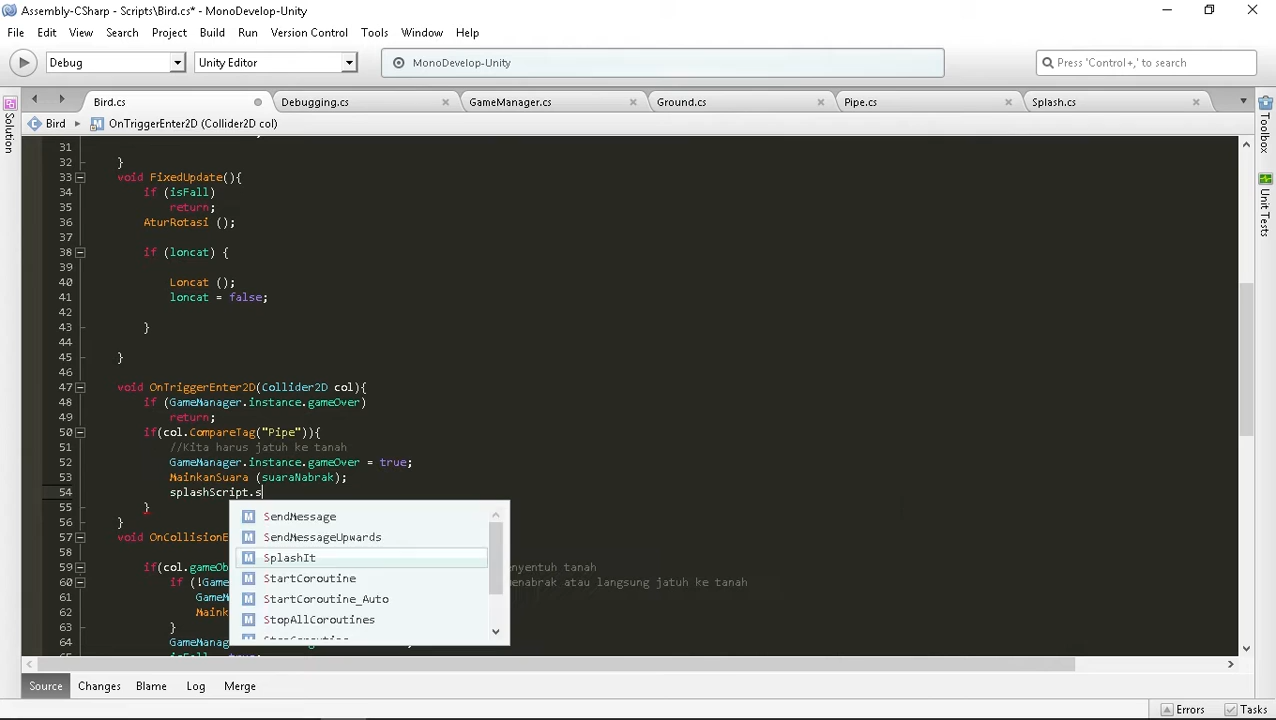 Assembly-CSharp - Scripts\Bird.cs* - MonoDevelop-Unity
File Edit View Search Project Build Run Version Control Tools Window Help
Debug Unity Editor MonoDevelop-Unity Press 'Control+,' to search
Solution
Bird.cs Debugging.cs GameManager.cs Ground.cs Pipe.cs Splash.cs
Bird OnTriggerEnter2D (Collider2D col)
Toolbox
Unit Tests
31
32 }
33 void FixedUpdate(){
34 if (isFall)
35 return;
36 AturRotasi ();
37
38 if (loncat) {
39
40 Loncat ();
41 loncat = false;
42
43 }
44
45 }
46
47 void OnTriggerEnter2D(Collider2D col){
48 if (GameManager.instance.gameOver)
49 return;
50 if(col.CompareTag("Pipe")){
51 //Kita harus jatuh ke tanah
52 GameManager.instance.gameOver = true;
53 MainkanSuara (suaraNabrak);
54 splashScript.s
55 }
56 }
57 void OnCollisionE
58
59 if(col.gameOb nyentuh tanah
60 if (!Game menabrak atau langsung jatuh ke tanah
61 GameM
62 Maink
63 }
64 GameManag
65
SendMessage
SendMessageUpwards
SplashIt
StartCoroutine
StartCoroutine_Auto
StopAllCoroutines
Source Changes Blame Log Merge
Errors Tasks